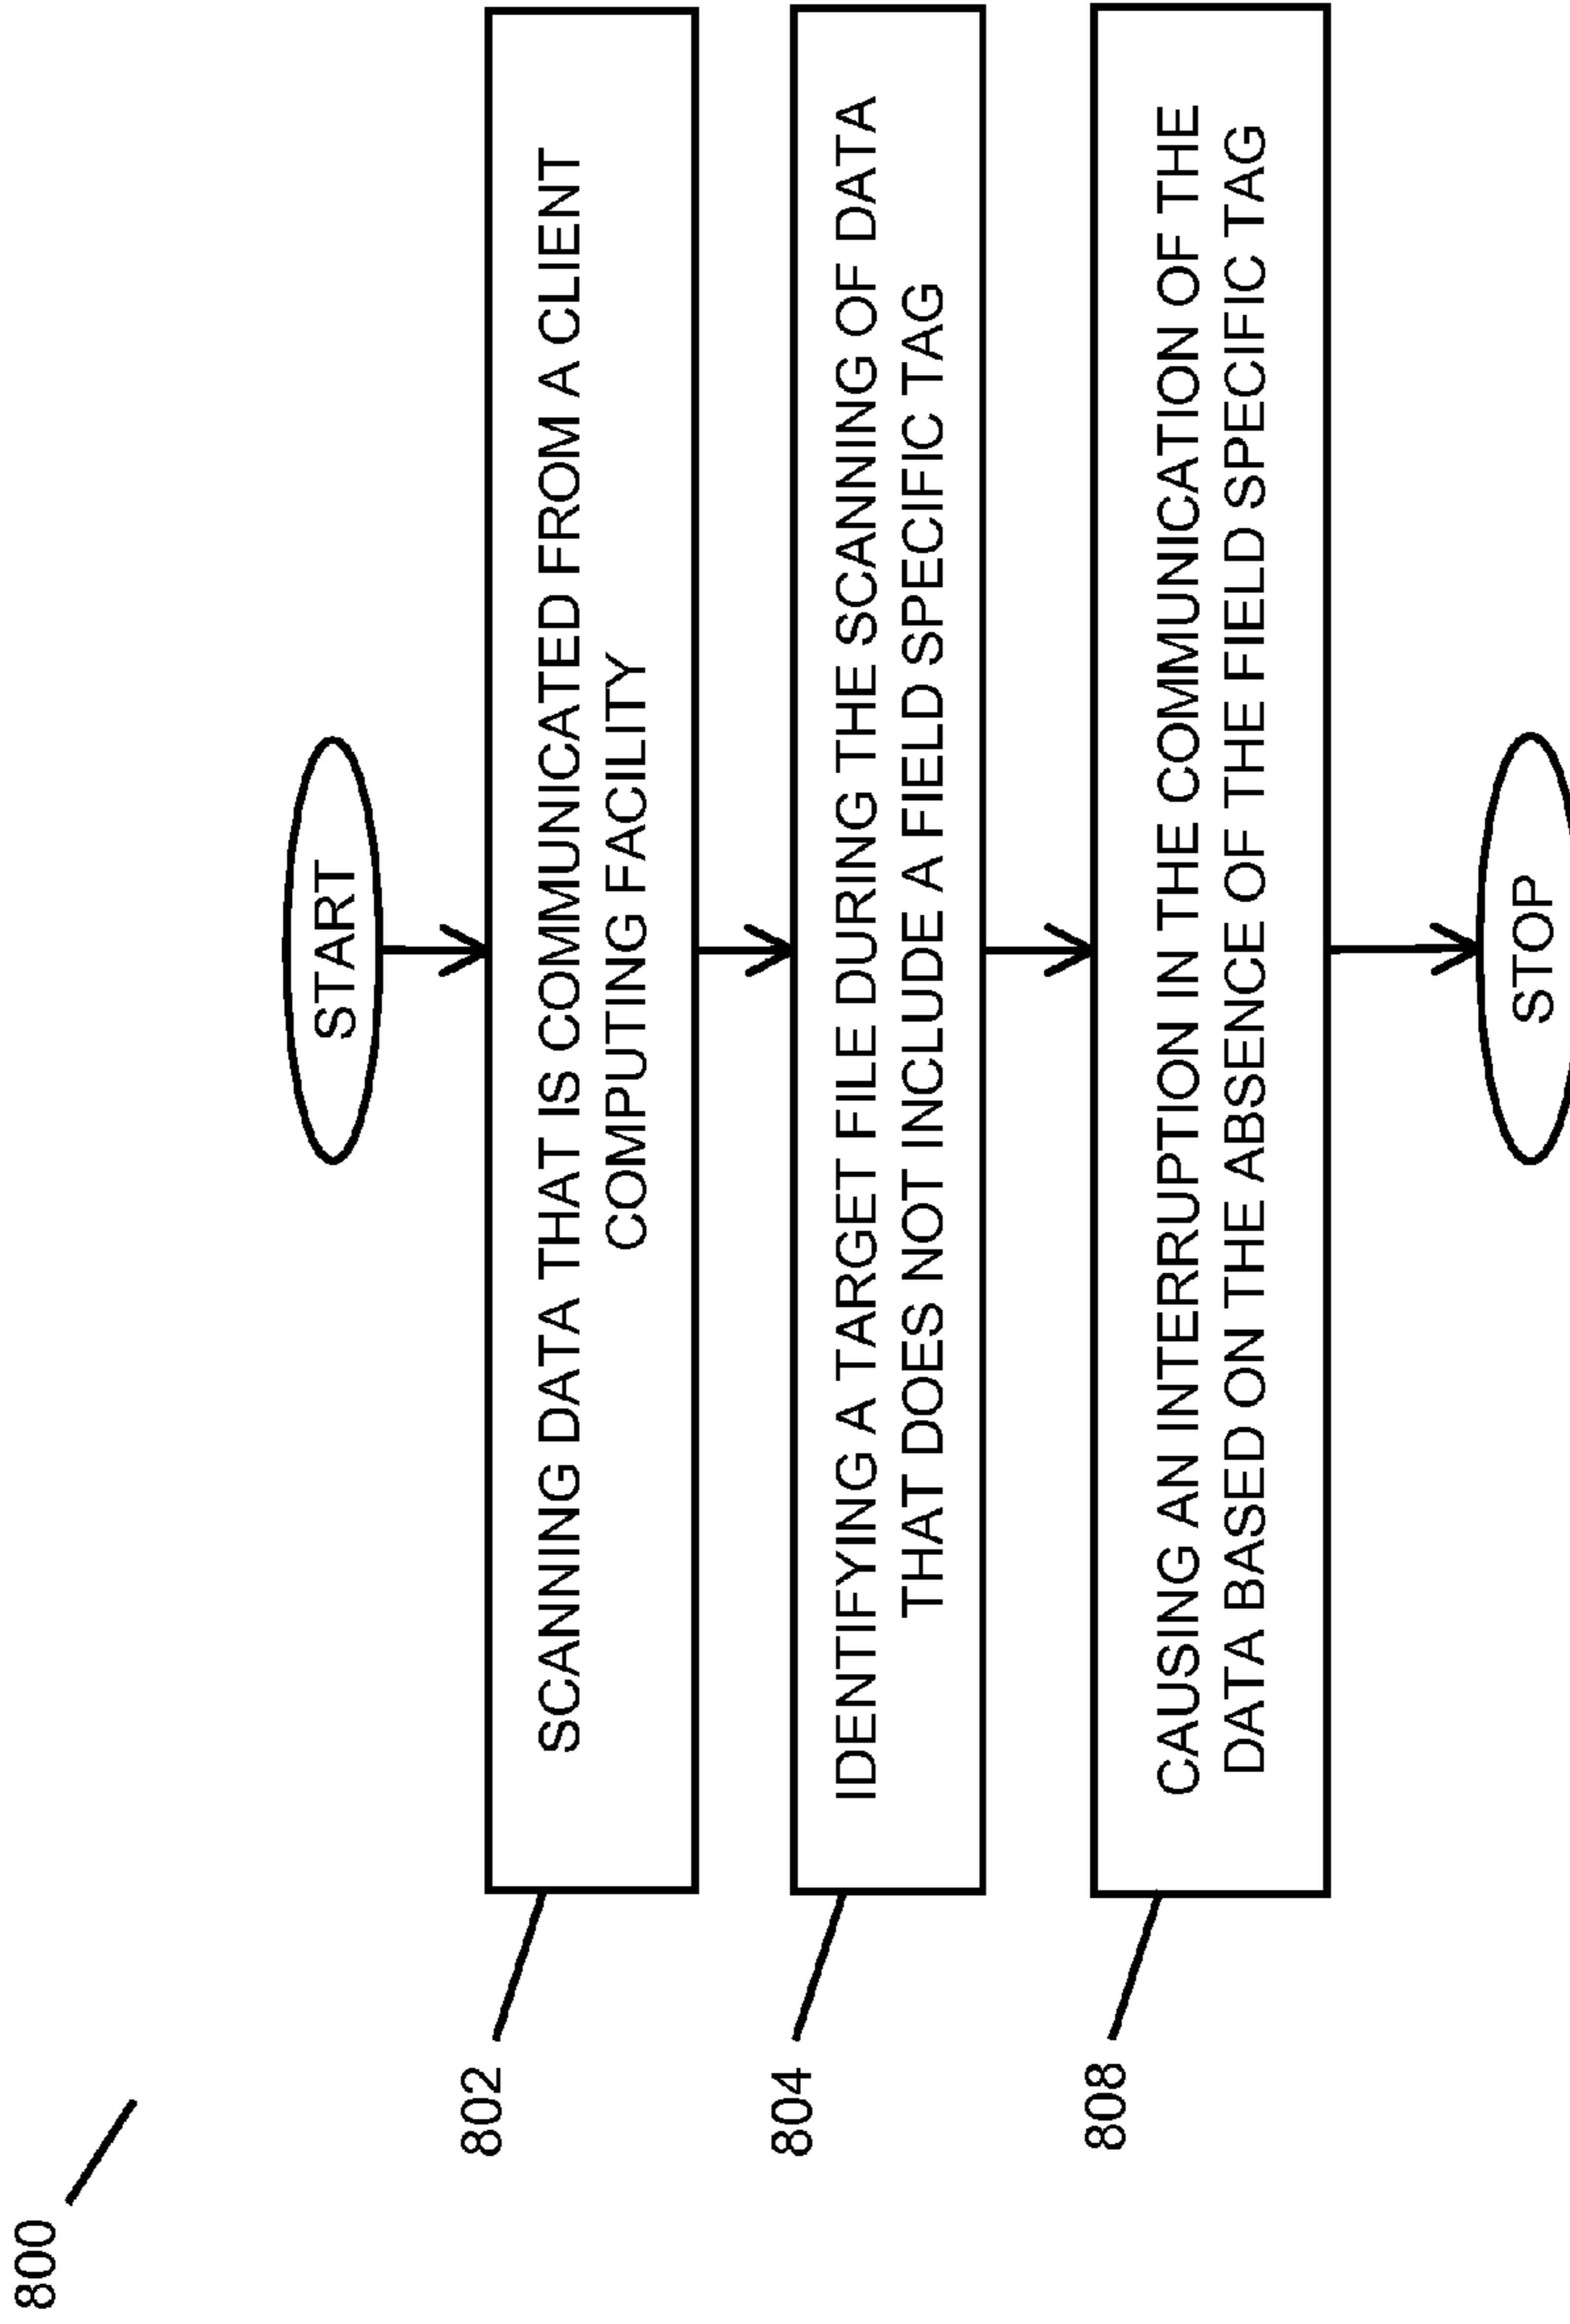 800
START
802
SCANNING DATA THAT IS COMMUNICATED FROM A CLIENT
COMPUTING FACILITY
804
IDENTIFYING A TARGET FILE DURING THE SCANNING OF DATA
THAT DOES NOT INCLUDE A FIELD SPECIFIC TAG
808
CAUSING AN INTERRUPTION IN THE COMMUNICATION OF THE
DATA BASED ON THE ABSENCE OF THE FIELD SPECIFIC TAG
STOP